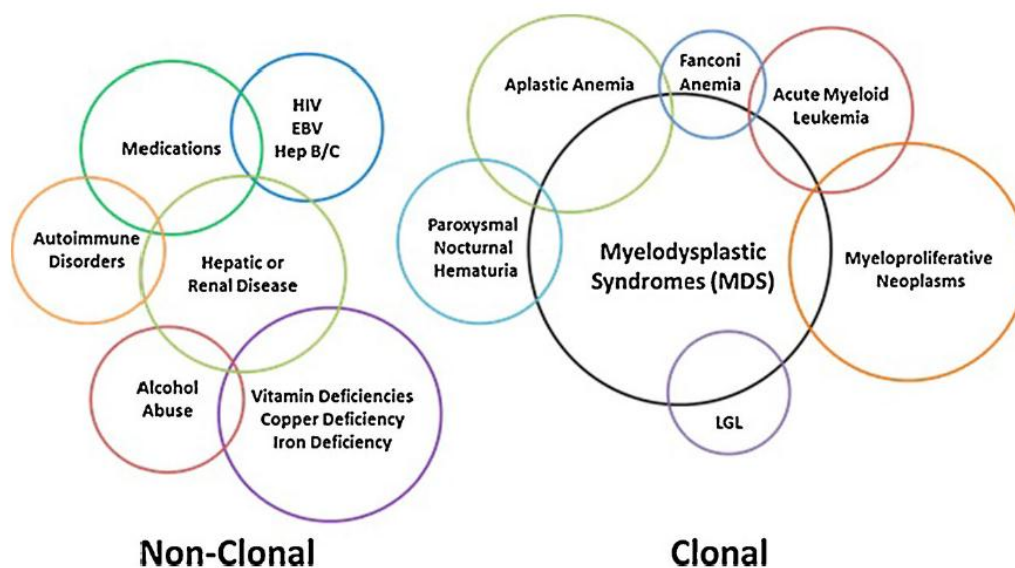 HIV
EBV
Hep B/C
Medications
Autoimmune
Disorders
Hepatic or
Renal Disease
Alcohol
Abuse
Vitamin Deficiencies
Copper Deficiency
Iron Deficiency
Non-Clonal
Aplastic Anemia
Fanconi
Anemia
Acute Myeloid
Leukemia
Paroxysmal
Nocturnal
Hematuria
Myelodysplastic
Syndromes (MDS)
Myeloproliferative
Neoplasms
LGL
Clonal